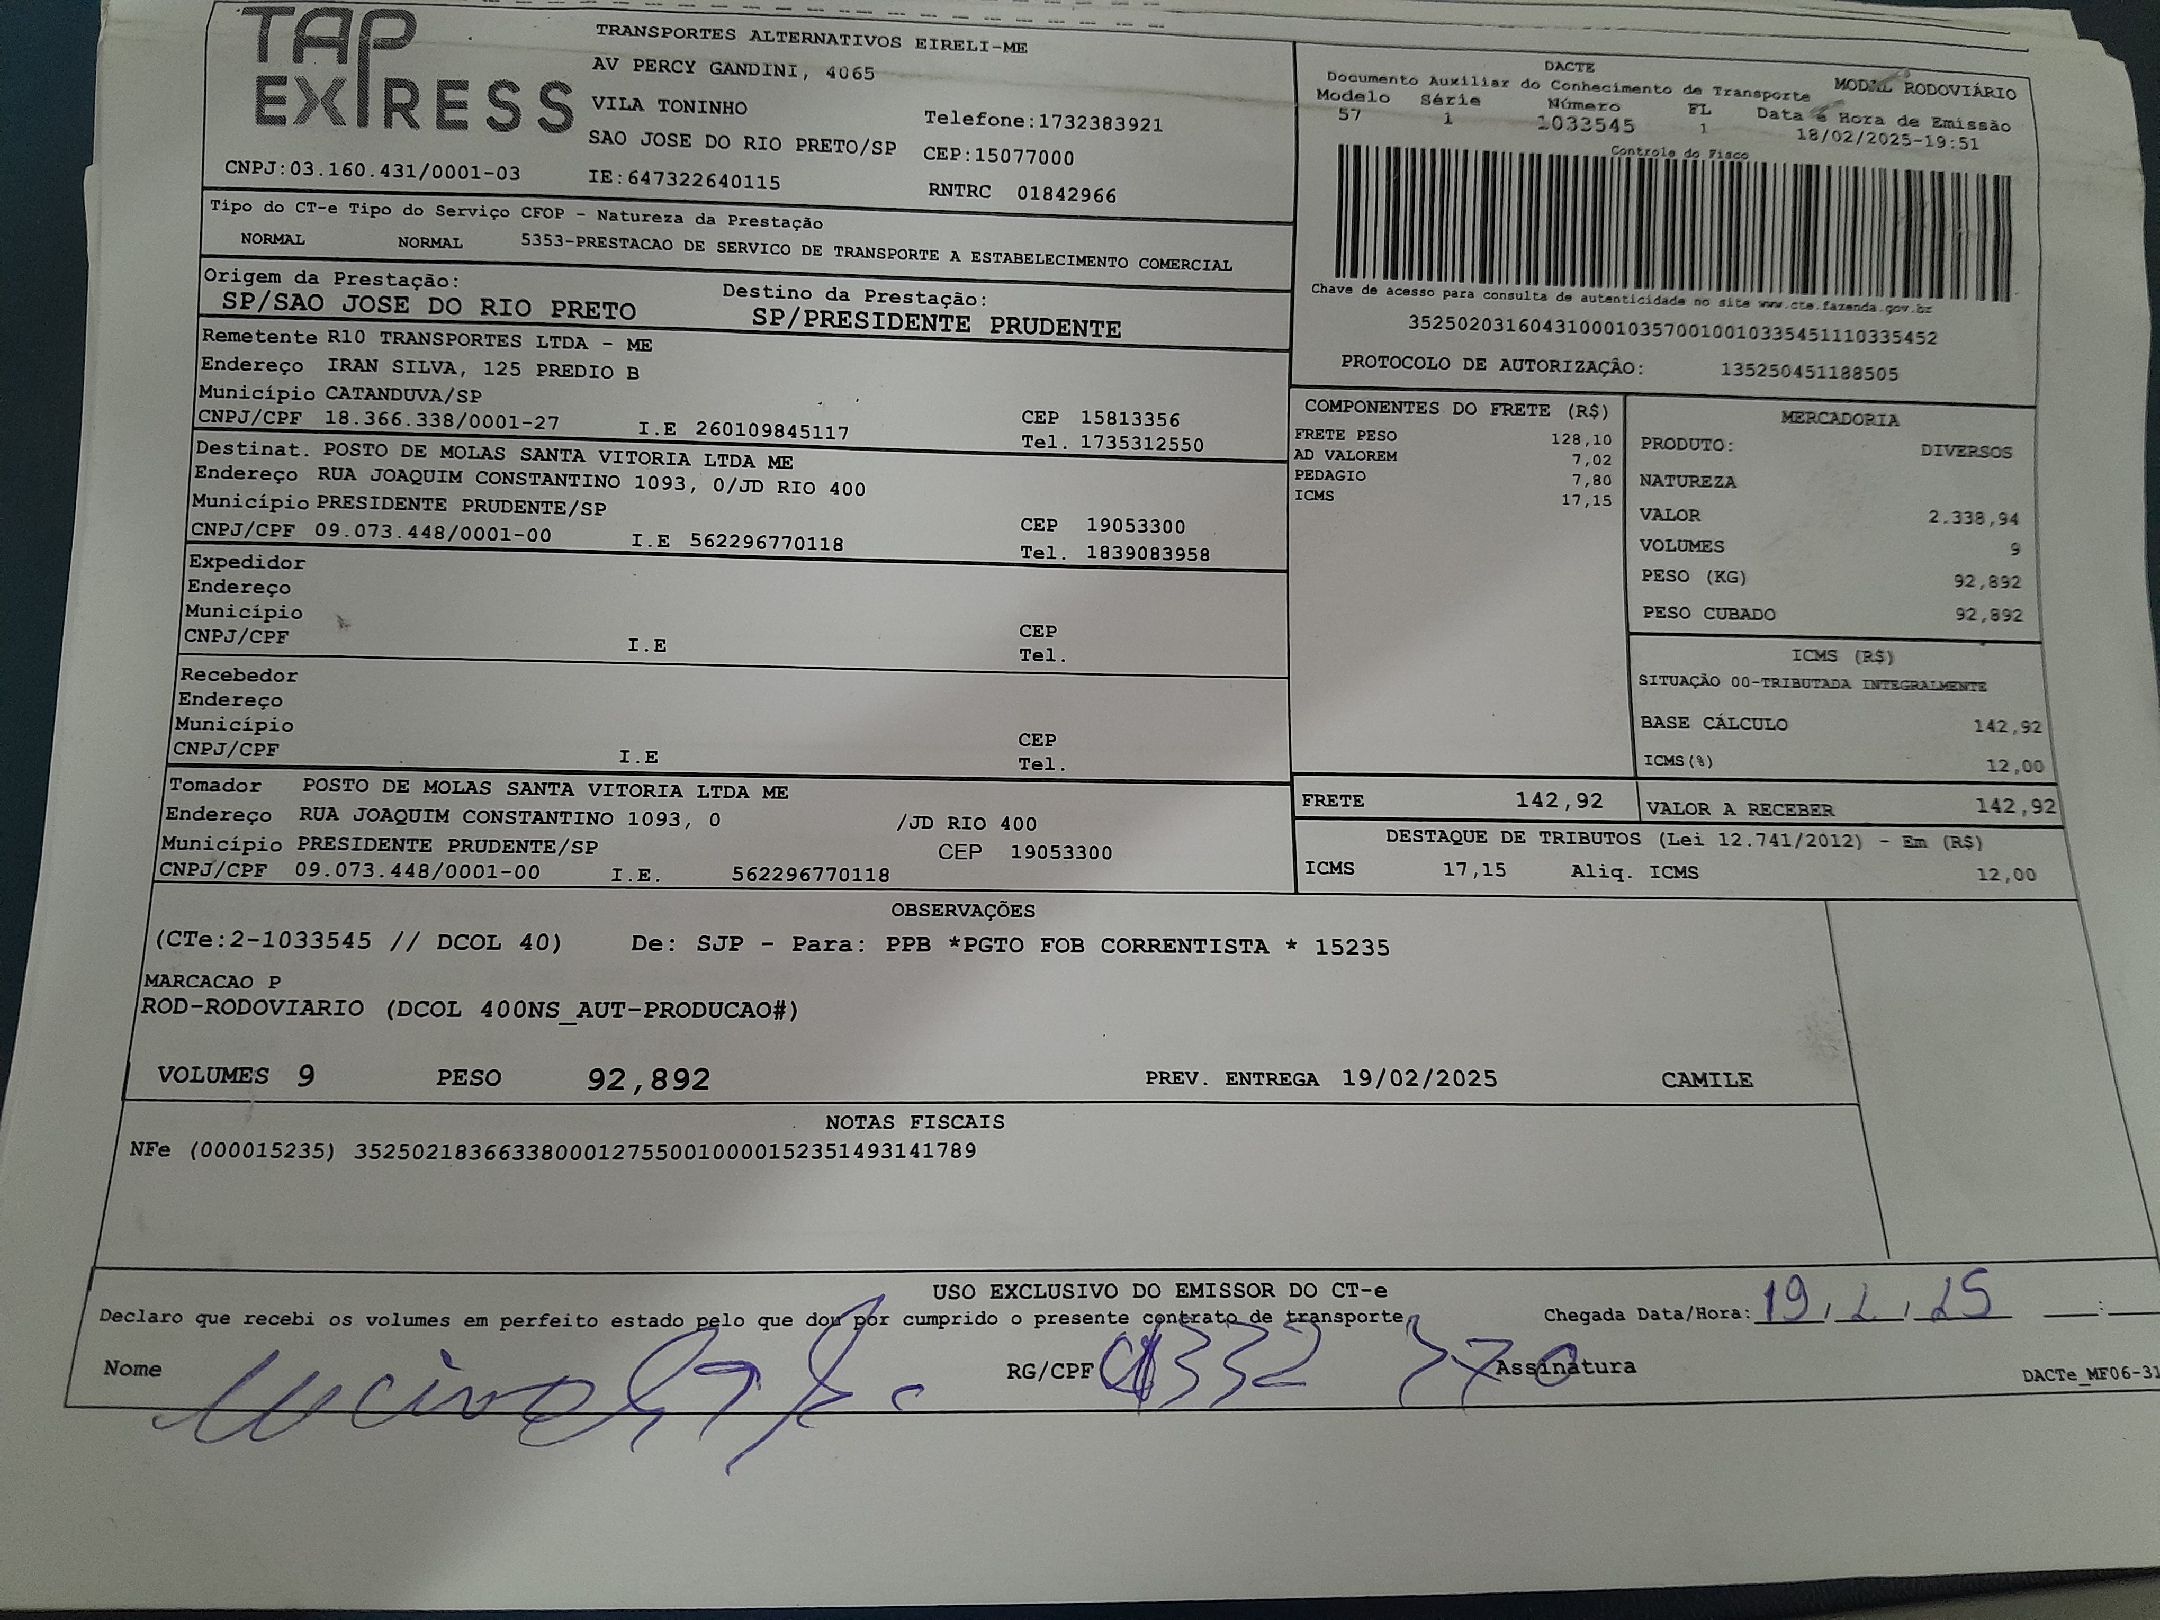 TAP EXPRESS
TRANSPORTES ALTERNATIVOS EIRELI-ME
AV PERCY GANDINI, 4065
VILA TONINHO
Telefone:1732383921
SAO JOSE DO RIO PRETO/SP CEP:15077000
CNPJ:03.160.431/0001-03 IE:647322640115 RNTRC 01842966
DACTE
Documento Auxiliar do Conhecimento de Transporte MODAL RODOVIÁRIO
Modelo Série Número FL Data e Hora de Emissão
57 1 1033545 1 18/02/2025-19:51
Controle do Fisco
Chave de acesso para consulta de autenticidade no site www.cte.fazenda.gov.br
35250203160431000103570010010335451110335452
PROTOCOLO DE AUTORIZAÇÂO: 135250451188505
Tipo do CT-e Tipo do Serviço CFOP - Natureza da Prestação
NORMAL NORMAL 5353-PRESTACAO DE SERVICO DE TRANSPORTE A ESTABELECIMENTO COMERCIAL
Origem da Prestação: Destino da Prestação:
SP/SAO JOSE DO RIO PRETO SP/PRESIDENTE PRUDENTE
Remetente R10 TRANSPORTES LTDA - ME
Endereço IRAN SILVA, 125 PREDIO B
Município CATANDUVA/SP CEP 15813356
CNPJ/CPF 18.366.338/0001-27 I.E 260109845117 Tel. 1735312550
Destinat. POSTO DE MOLAS SANTA VITORIA LTDA ME
Endereço RUA JOAQUIM CONSTANTINO 1093, 0/JD RIO 400
Município PRESIDENTE PRUDENTE/SP CEP 19053300
CNPJ/CPF 09.073.448/0001-00 I.E 562296770118 Tel. 1839083958
Expedidor
Endereço
Município CEP
CNPJ/CPF I.E Tel.
Recebedor
Endereço
Município CEP
CNPJ/CPF I.E Tel.
Tomador POSTO DE MOLAS SANTA VITORIA LTDA ME
Endereço RUA JOAQUIM CONSTANTINO 1093, 0 /JD RIO 400
Município PRESIDENTE PRUDENTE/SP CEP 19053300
CNPJ/CPF 09.073.448/0001-00 I.E. 562296770118
COMPONENTES DO FRETE (R$)
FRETE PESO 128,10
AD VALOREM 7,02
PEDAGIO 7,80
ICMS 17,15
MERCADORIA
PRODUTO: DIVERSOS
NATUREZA
VALOR 2.338,94
VOLUMES 9
PESO (KG) 92,892
PESO CUBADO 92,892
ICMS (R$)
SITUAÇÃO 00-TRIBUTADA INTEGRALMENTE
BASE CÁLCULO 142,92
ICMS(%) 12,00
FRETE 142,92 VALOR A RECEBER 142,92
DESTAQUE DE TRIBUTOS (Lei 12.741/2012) - Em (R$)
ICMS 17,15 Aliq. ICMS 12,00
OBSERVAÇÕES
(CTe:2-1033545 // DCOL 40) De: SJP - Para: PPB *PGTO FOB CORRENTISTA * 15235
MARCACAO P
ROD-RODOVIARIO (DCOL 400NS_AUT-PRODUCAO#)
VOLUMES 9 PESO 92,892 PREV. ENTREGA 19/02/2025 CAMILE
NOTAS FISCAIS
NFe (000015235) 35250218366338000127550010000152351493141789
USO EXCLUSIVO DO EMISSOR DO CT-e
Declaro que recebi os volumes em perfeito estado pelo que dou por cumprido o presente contrato de transporte. Chegada Data/Hora: 19, 2, 25 :
Nome RG/CPF Assinatura DACTe_MF06-31